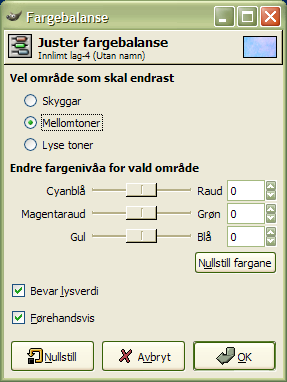 Fargebalanse
Juster fargebalanse
Innlimt lag-4 (Utan namn)
Vel område som skal endrast
Skyggar
Mellomtoner
Lyse toner
Endre fargenivåa for vald område
Cyanblå Raud 0
Magentaraud Grøn 0
Gul Blå 0
Nullstill fargane
Bevar lysverdi
Førehandsvis
Nullstill Avbryt OK